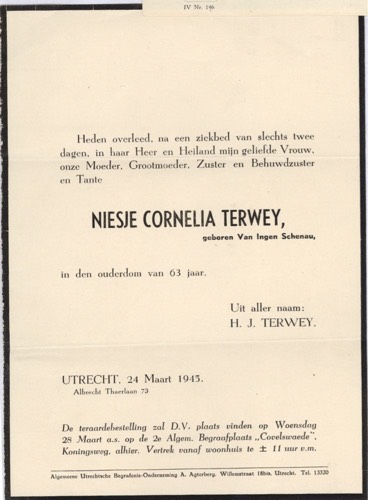 IV Nr. 146
Heden overleed, na een ziekbed van slechts twee
dagen, in haar Heer en Heiland mijn geliefde Vrouw,
onze Moeder, Grootmoeder, Zuster en Behuwdzuster
en Tante
NIESJE CORNELIA TERWEY,
geboren Van Ingen Schenau,
in den ouderdom van 63 jaar.
Uit aller naam:
H. J. TERWEY.
UTRECHT, 24 Maart 1945.
Albrecht Thaerlaan 73
De teraardebestelling zal D.V. plaats vinden op Woensdag
28 Maart a.s. op de 2e Algem. Begraafplaats „Covelswaede".
Koningsweg, alhier. Vertrek vanaf woonhuis te ± 11 uur v.m.
Algemeene Utrechtsche Begrafenis-Onderneming A. Agterberg. Willemstraat 18bis, Utrecht. Tel. 13320